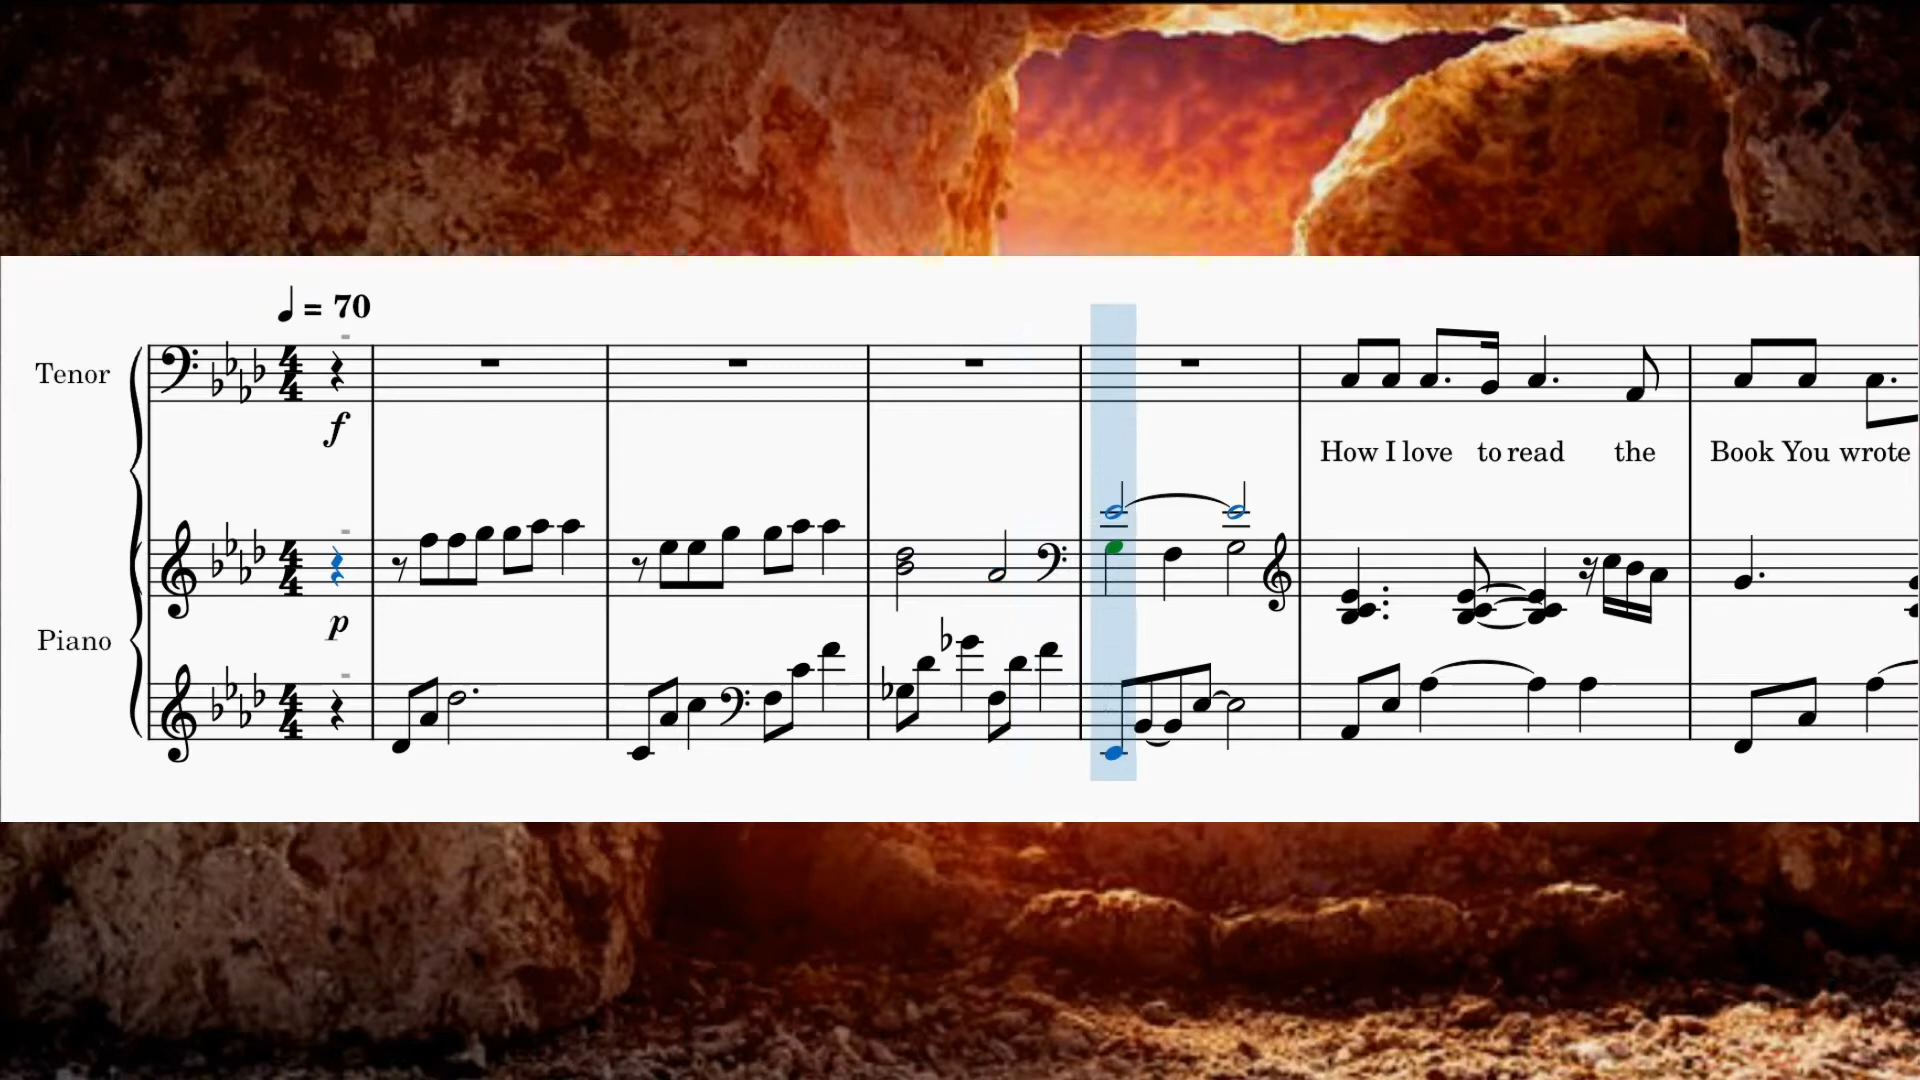 ♩ = 70
Tenor
f
How I love to read the Book You wrote
p
Piano